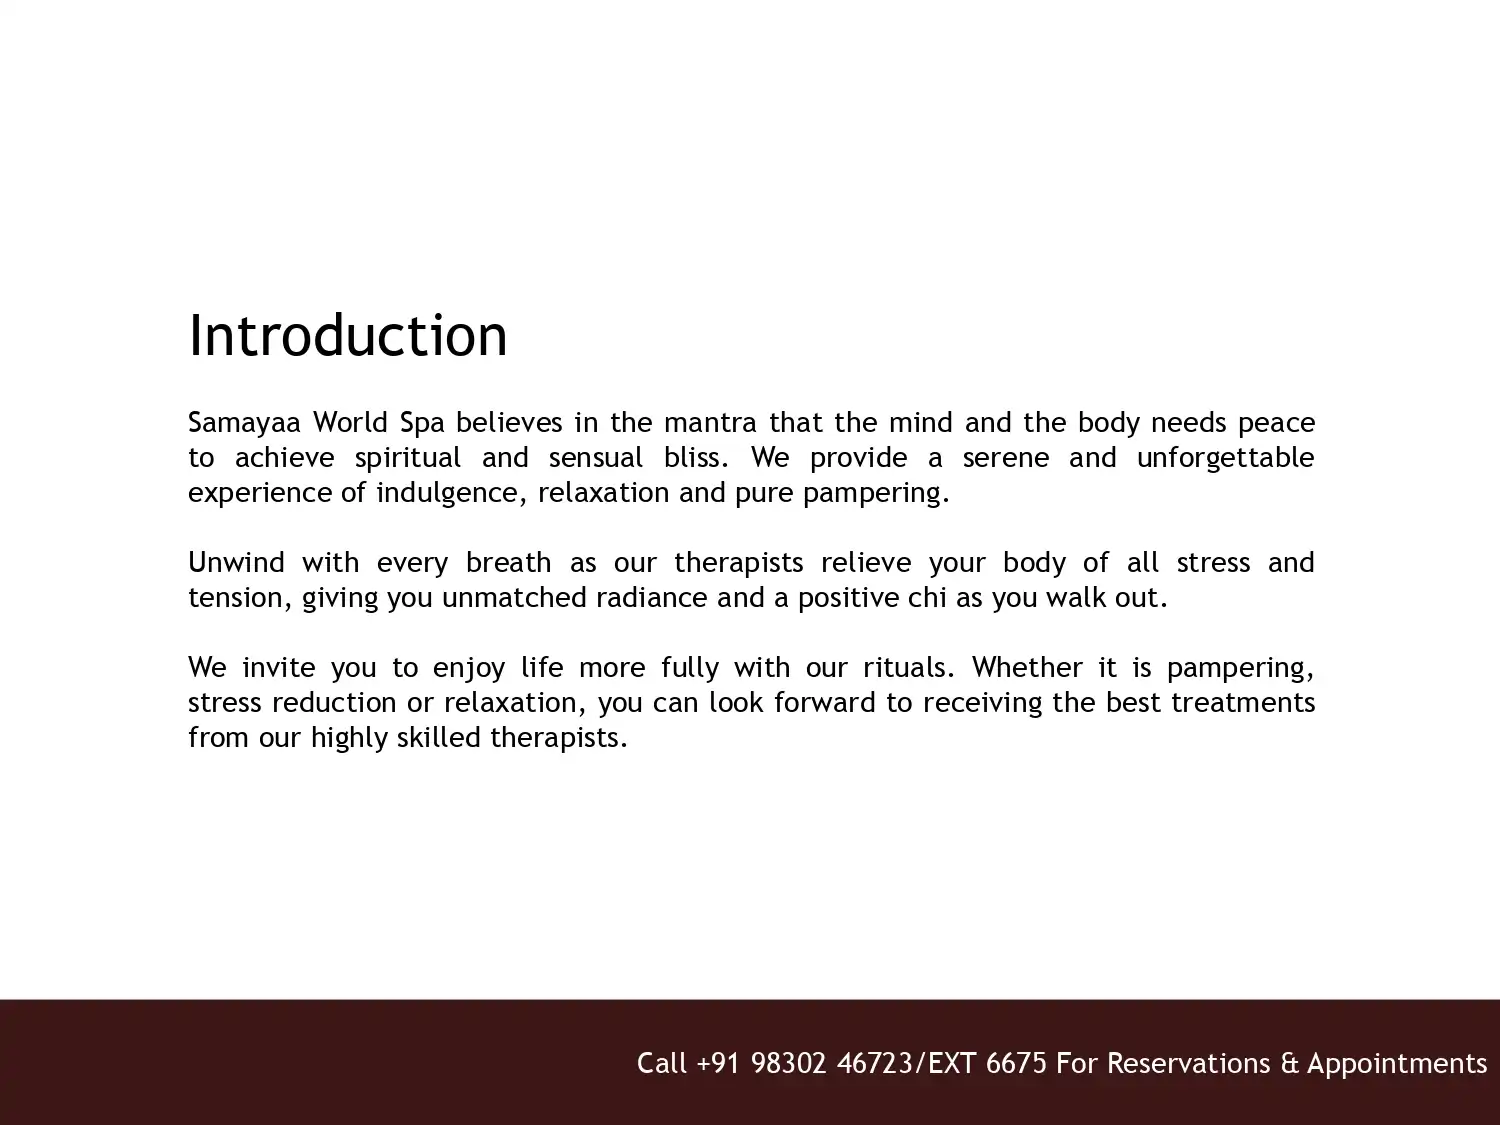 Introduction
Samayaa World Spa believes in the mantra that the mind and the body needs peace
to achieve spiritual and sensual bliss. We provide a serene and unforgettable
experience of indulgence, relaxation and pure pampering.
Unwind with every breath as our therapists relieve your body of all stress and
tension, giving you unmatched radiance and a positive chi as you walk out.
We invite you to enjoy life more fully with our rituals. Whether it is pampering,
stress reduction or relaxation, you can look forward to receiving the best treatments
from our highly skilled therapists.
Call +91 98302 46723/EXT 6675 For Reservations & Appointments